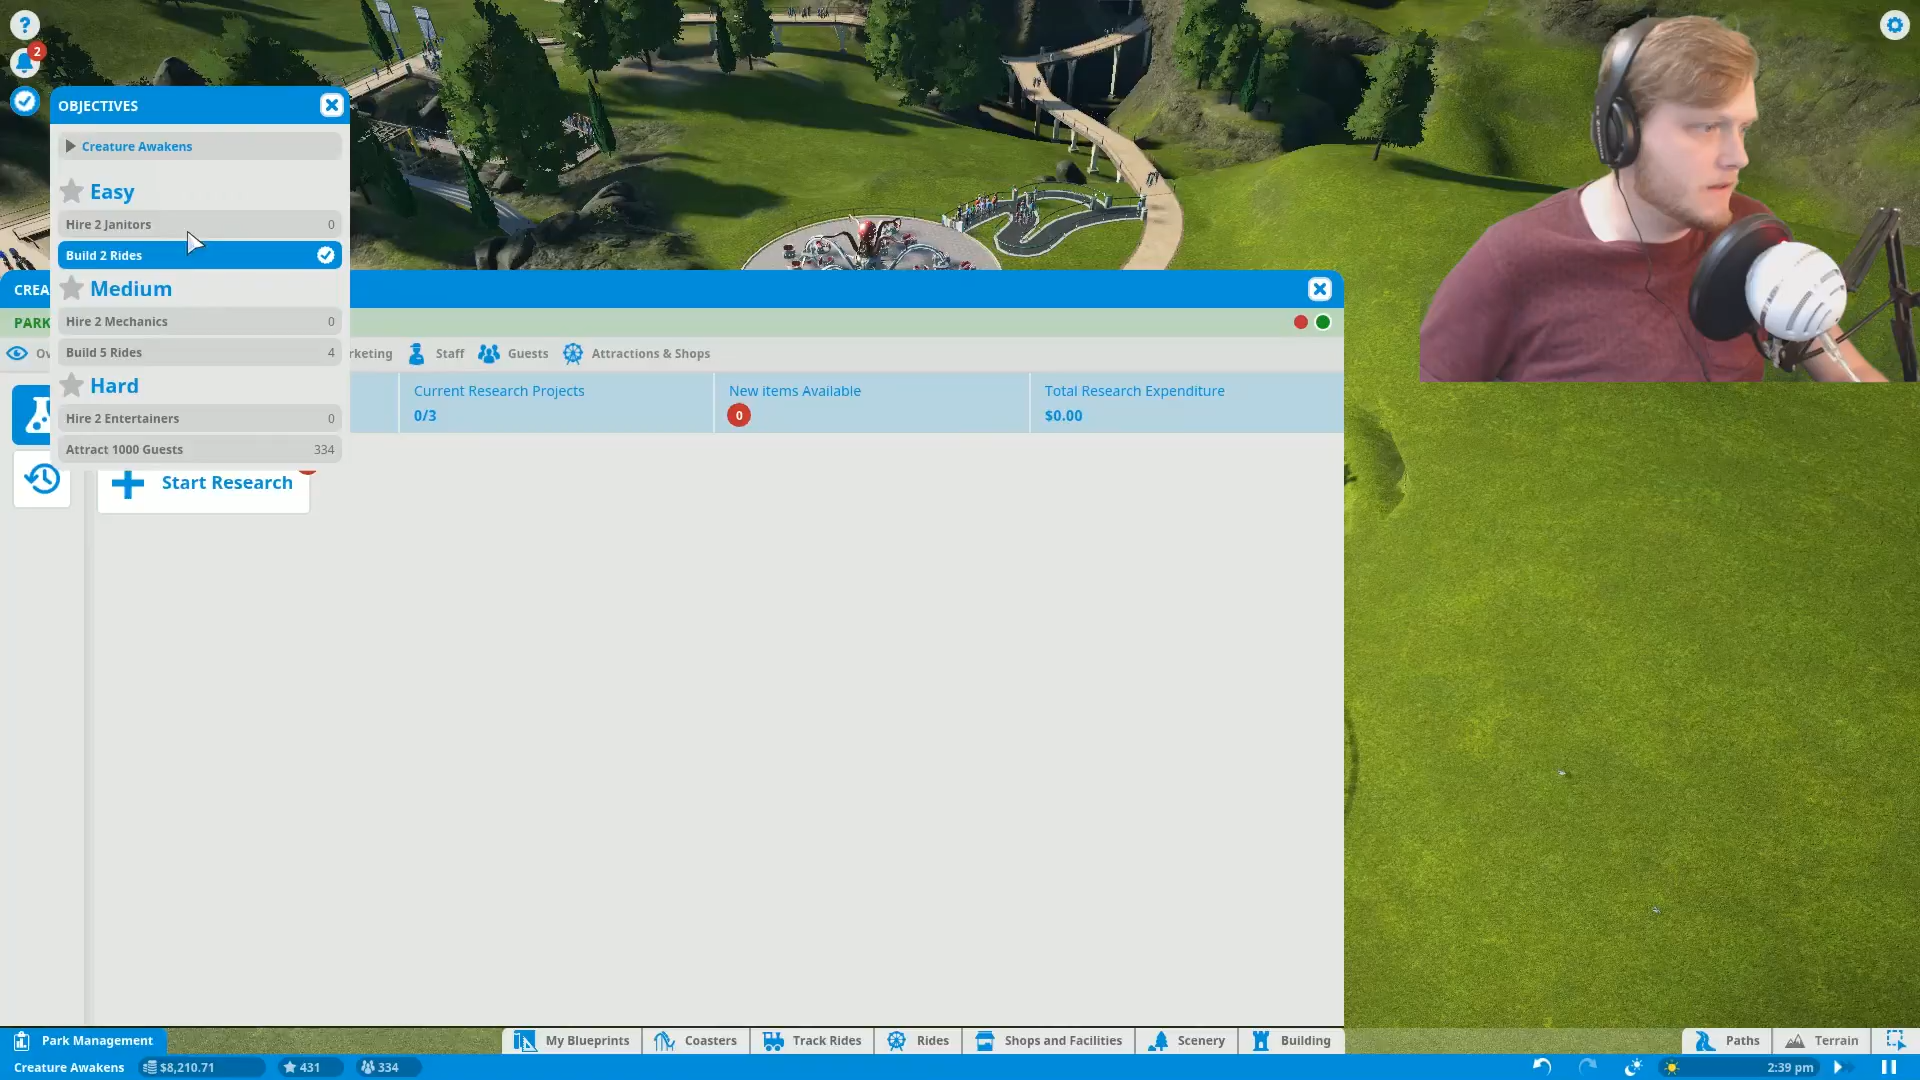 ?
2
OBJECTIVES
Creature Awakens
Easy
Hire 2 Janitors 0
Build 2 Rides
Medium
Hire 2 Mechanics 0
Build 5 Rides 4
Hard
Hire 2 Entertainers 0
Attract 1000 Guests 334
CREA
PARK
Ov
rketing Staff Guests Attractions & Shops
Current Research Projects New items Available Total Research Expenditure
0/3 0 $0.00
Start Research
Park Management My Blueprints Coasters Track Rides Rides Shops and Facilities Scenery Building Paths Terrain
Creature Awakens $8,210.71 431 334 2:39 pm